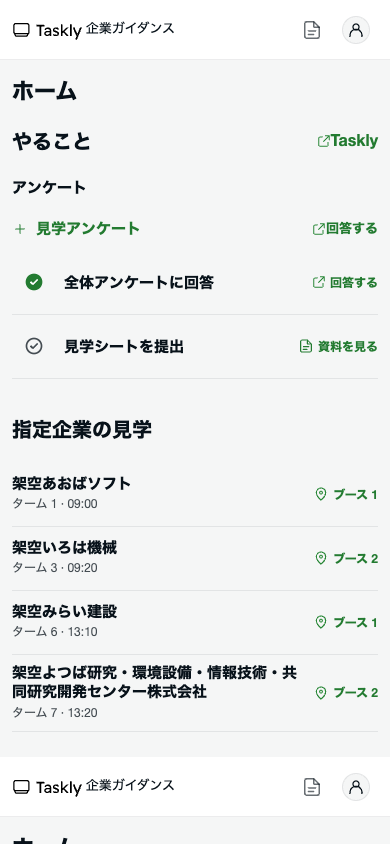 Taskly 企業ガイダンス
ホーム
やること
Taskly
アンケート
見学アンケート
回答する
全体アンケートに回答
回答する
見学シートを提出
資料を見る
指定企業の見学
架空あおばソフト
ターム 1 · 09:00
ブース 1
架空いろは機械
ターム 3 · 09:20
ブース 2
架空みらい建設
ターム 6 · 13:10
ブース 1
架空よつば研究・環境設備・情報技術・共
同研究開発センター株式会社
ターム 7 · 13:20
ブース 2
Taskly 企業ガイダンス
ホーム